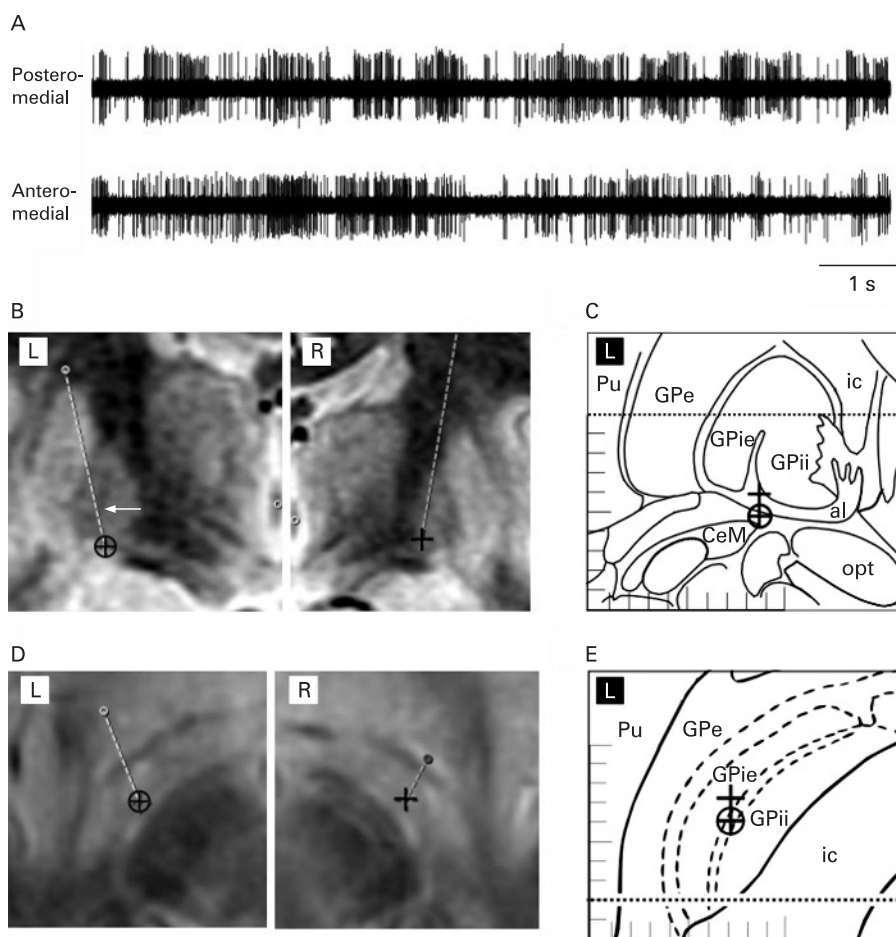 A
Postero-
medial
Antero-
medial
1 s
B
L
R
C
L
Pu
GPe
ic
GPie
GPii
al
CeM
opt
D
L
R
E
L
Pu
GPe
GPie
GPii
ic